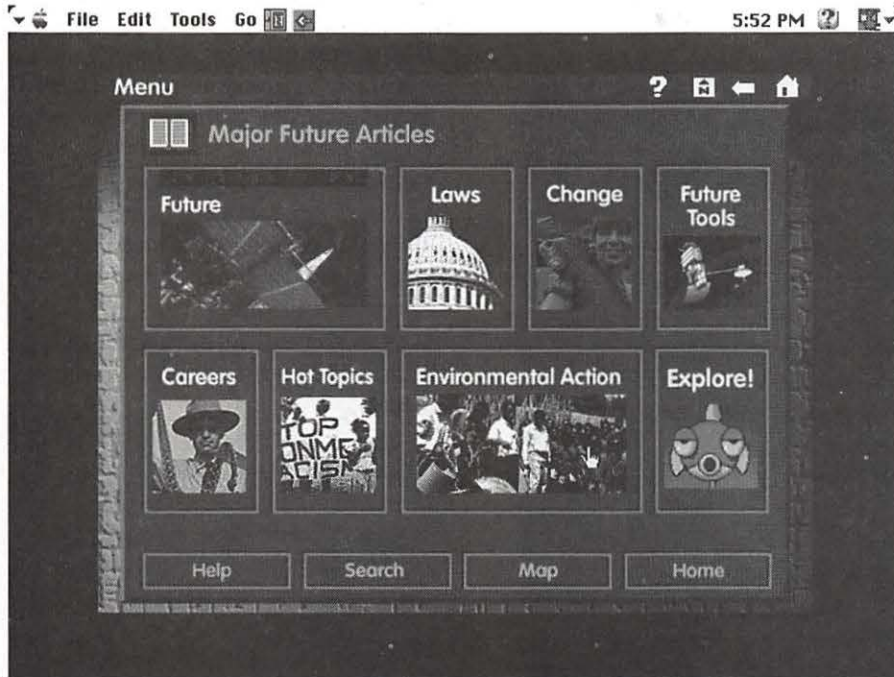 File Edit Tools Go 5:52 PM
Menu
Major Future Articles
Future
Laws
Change
Future
Tools
Careers
Hot Topics
Environmental Action
Explore!
TOP
ONME
ACISM
Help Search Map Home